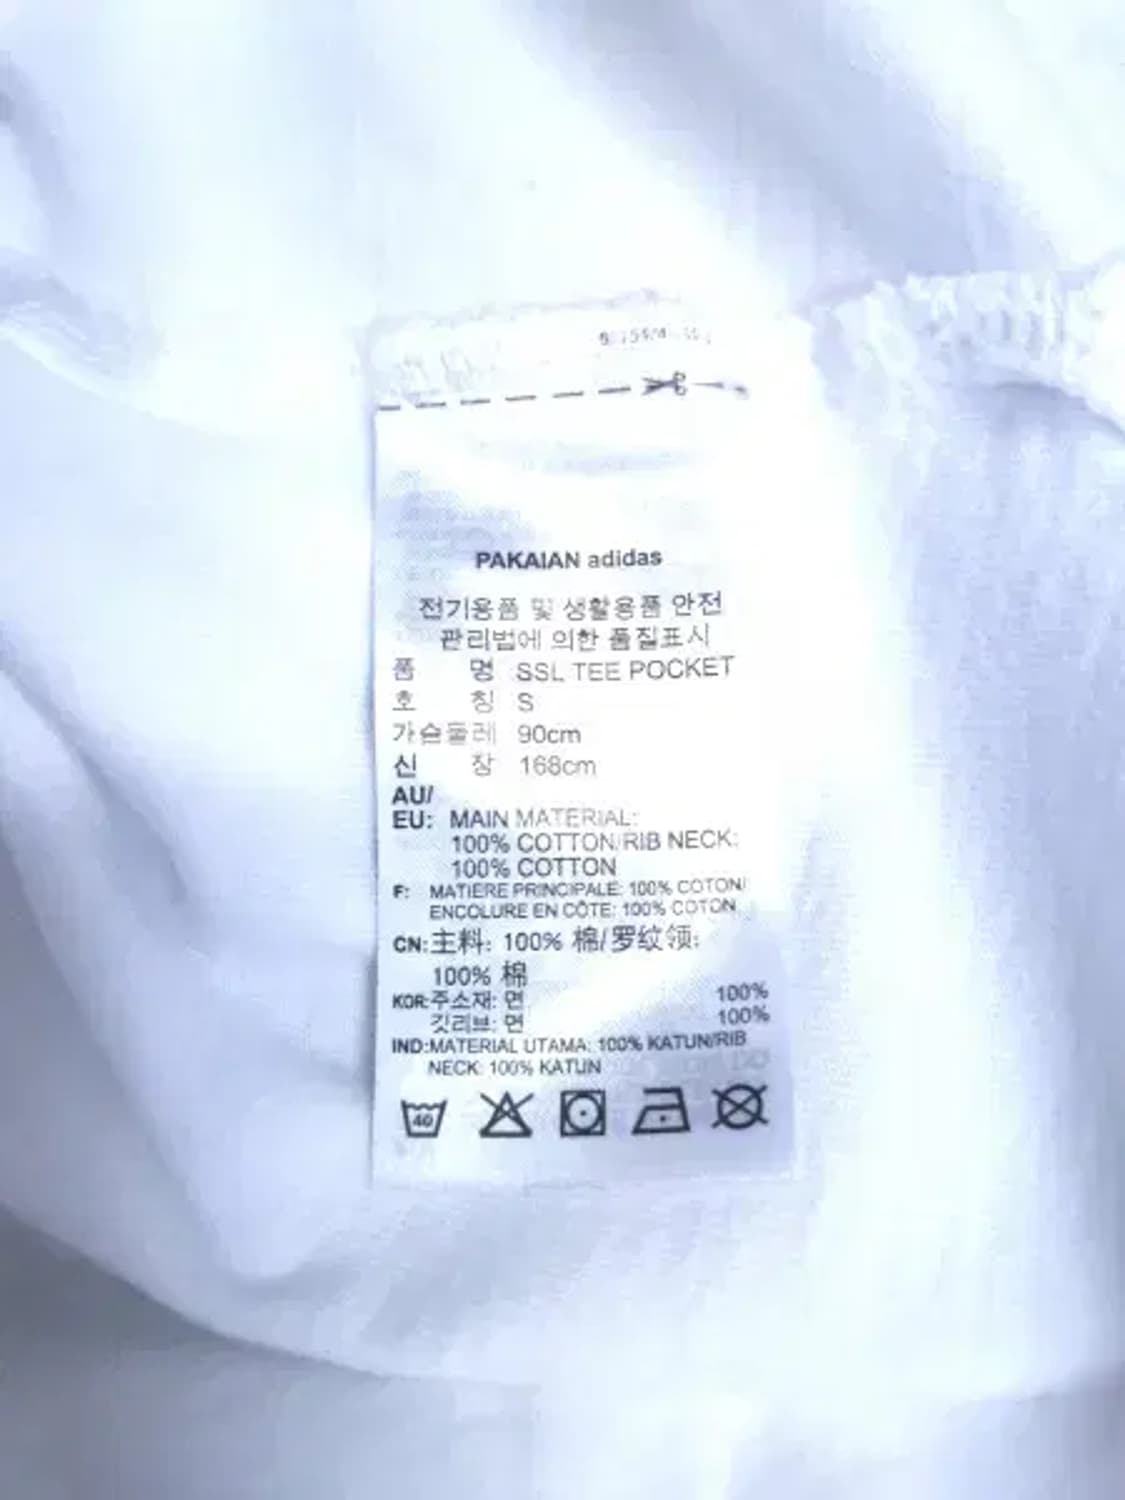 PAKAIAN adidas
전기용품 및 생활용품 안전
관리법에 의한 품질표시
품 명 SSL TEE POCKET
호 칭 S
가슴둘레 90cm
신 장 168cm
AU/
EU: MAIN MATERIAL:
100% COTTON/RIB NECK:
100% COTTON
F: MATIERE PRINCIPALE: 100% COTON/
ENCOLURE EN CÔTE: 100% COTON
CN:主料: 100% 棉/罗纹领:
100% 棉
KOR:주소재: 면 100%
깃리브: 면 100%
IND:MATERIAL UTAMA: 100% KATUN/RIB
NECK: 100% KATUN
40